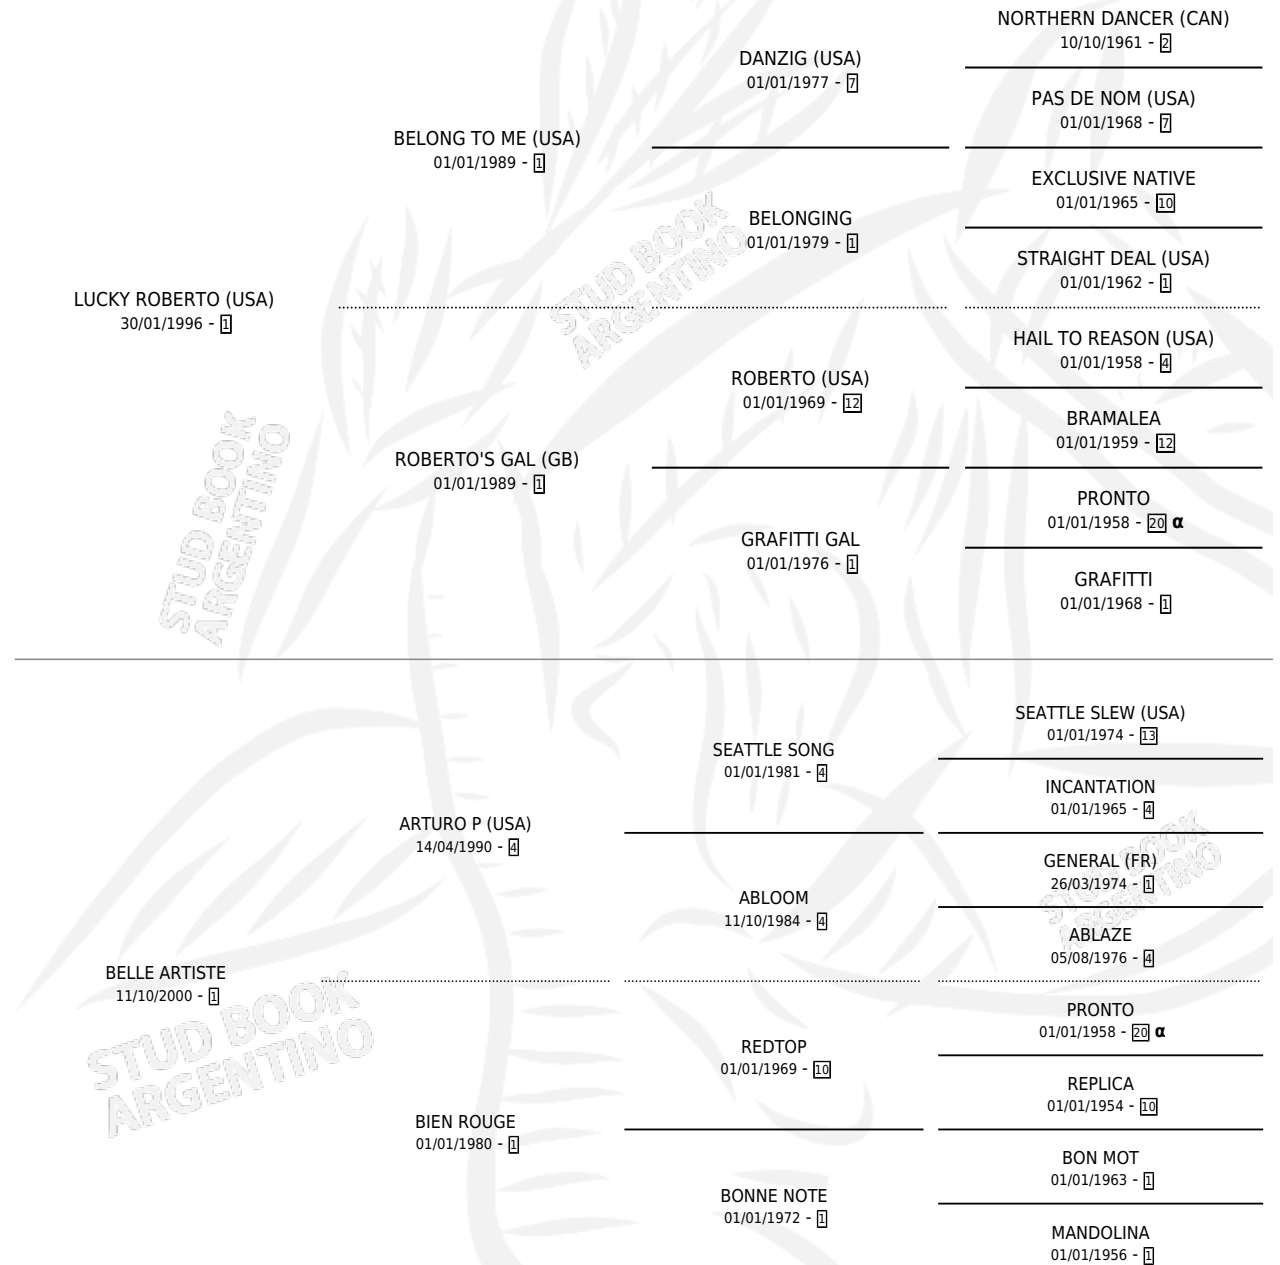 NORTHERN DANCER (CAN)
10/10/1961 - 2
DANZIG (USA)
01/01/1977 - 7
PAS DE NOM (USA)
01/01/1968 - 7
BELONG TO ME (USA)
01/01/1989 - 1
EXCLUSIVE NATIVE
01/01/1965 - 10
BELONGING
01/01/1979 - 1
STRAIGHT DEAL (USA)
01/01/1962 - 1
LUCKY ROBERTO (USA)
30/01/1996 - 1
HAIL TO REASON (USA)
01/01/1958 - 4
ROBERTO (USA)
01/01/1969 - 12
BRAMALEA
01/01/1959 - 12
ROBERTO'S GAL (GB)
01/01/1989 - 1
PRONTO
01/01/1958 - 20 α
GRAFITTI GAL
01/01/1976 - 1
GRAFITTI
01/01/1968 - 1
SEATTLE SLEW (USA)
01/01/1974 - 13
SEATTLE SONG
01/01/1981 - 4
INCANTATION
01/01/1965 - 4
ARTURO P (USA)
14/04/1990 - 4
GENERAL (FR)
26/03/1974 - 1
ABLOOM
11/10/1984 - 4
ABLAZE
05/08/1976 - 4
BELLE ARTISTE
11/10/2000 - 1
PRONTO
01/01/1958 - 20 α
REDTOP
01/01/1969 - 10
REPLICA
01/01/1954 - 10
BIEN ROUGE
01/01/1980 - 1
BON MOT
01/01/1963 - 1
BONNE NOTE
01/01/1972 - 1
MANDOLINA
01/01/1956 - 1
STUD BOOK
ARGENTINO
STUD BOOK
ARGENTINO
STUD BOOK
ARGENTINO
STUD BOOK
ARGENTINO